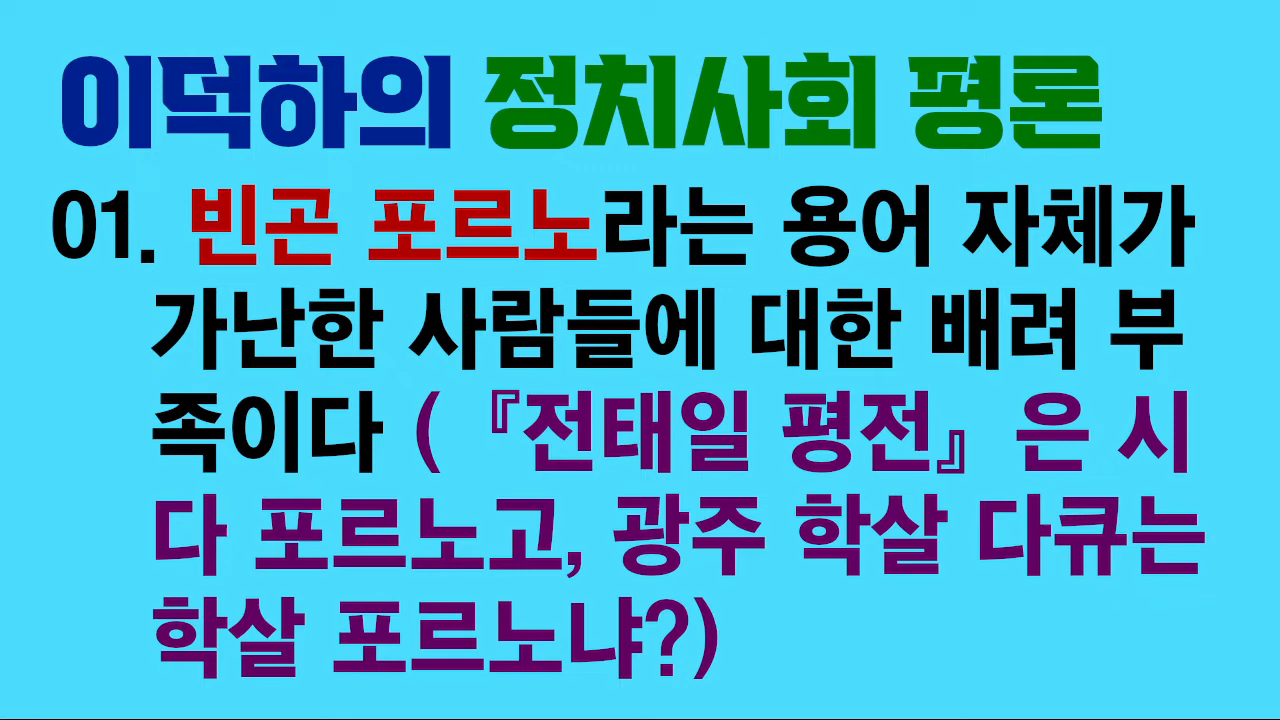 이덕하의 정치사회 평론
01. 빈곤 포르노라는 용어 자체가
가난한 사람들에 대한 배려 부
족이다 (『전태일 평전』은 시
다 포르노고, 광주 학살 다큐는
학살 포르노냐?)